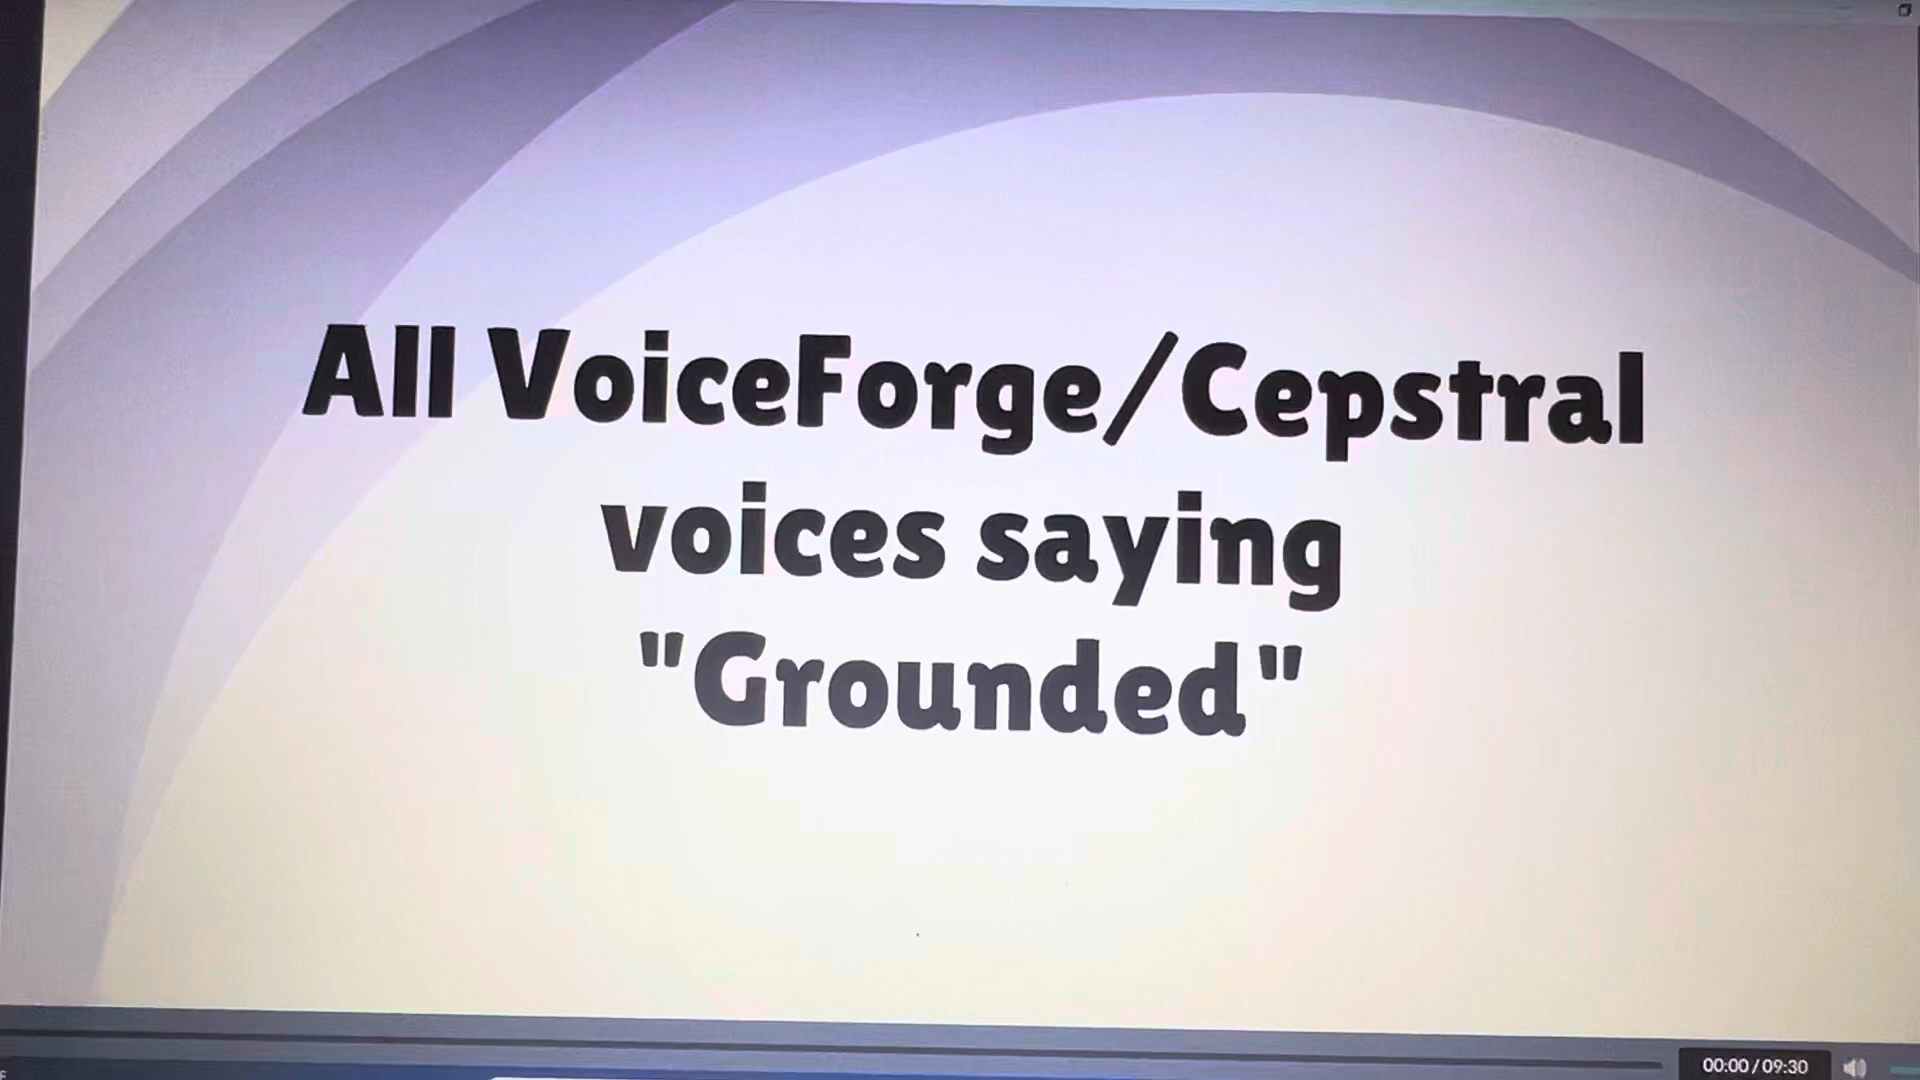 All VoiceForge/Cepstral
voices saying
"Grounded"
00:00 / 09:30